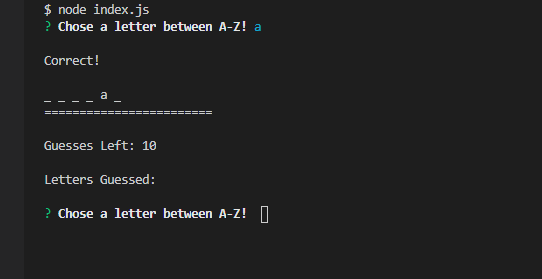 $ node index.js
? Chose a letter between A-Z! a
Correct!
_ _ _ _ a _
========================
Guesses Left: 10
Letters Guessed:
? Chose a letter between A-Z!